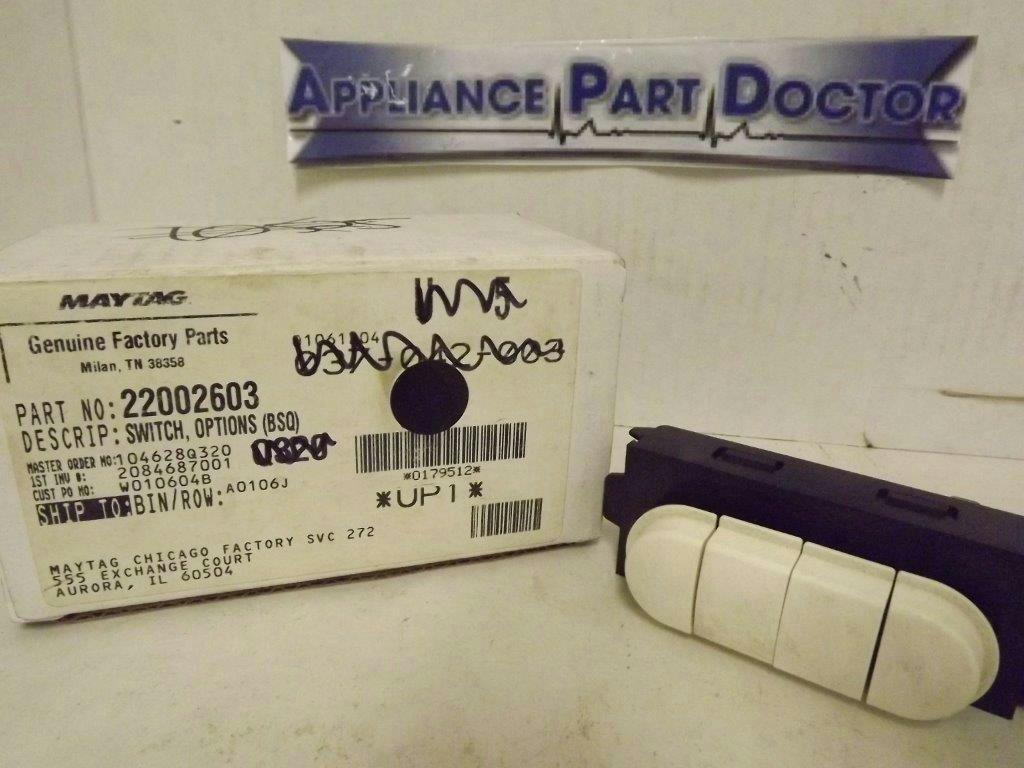 APPLIANCE PART DOCTOR
MAYTAG
Genuine Factory Parts
Milan, TN 38358
PART NO: 22002603
DESCRIP: SWITCH, OPTIONS (BSQ)
MASTER ORDER NO: 104628Q320
1ST INV #: 2084687001
CUST PO NO: W010604B
SHIP TO: BIN/ROW: A0106J
*0179512*
*UP1*
MAYTAG CHICAGO FACTORY SVC 272
555 EXCHANGE COURT
AURORA, IL 60504